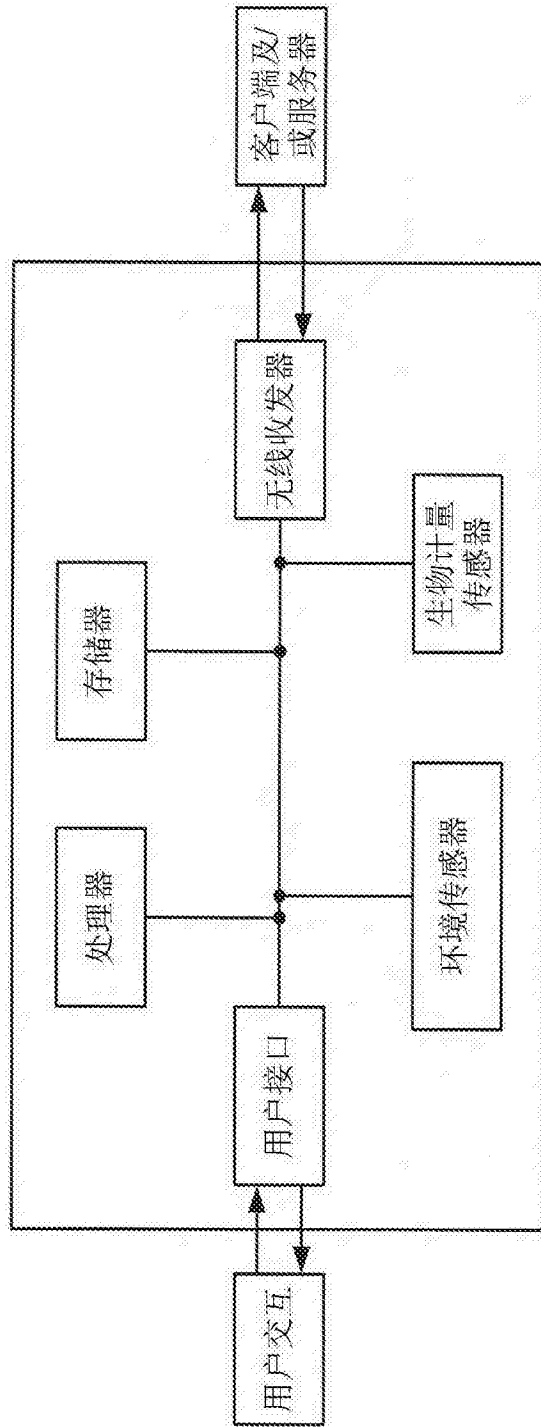 用户交互
用户接口
处理器
存储器
环境传感器
生物计量
传感器
无线收发器
客户端及/
或服务器